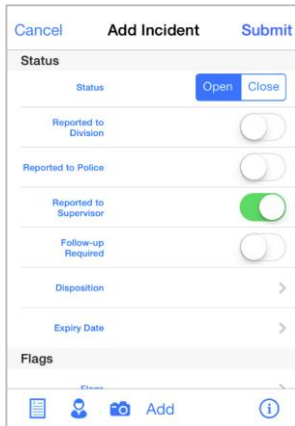 Cancel Add Incident Submit
Status
Status Open Close
Reported to
Division
Reported to Police
Reported to
Supervisor
Follow-up
Required
Disposition
Expiry Date
Flags
Flags
Add